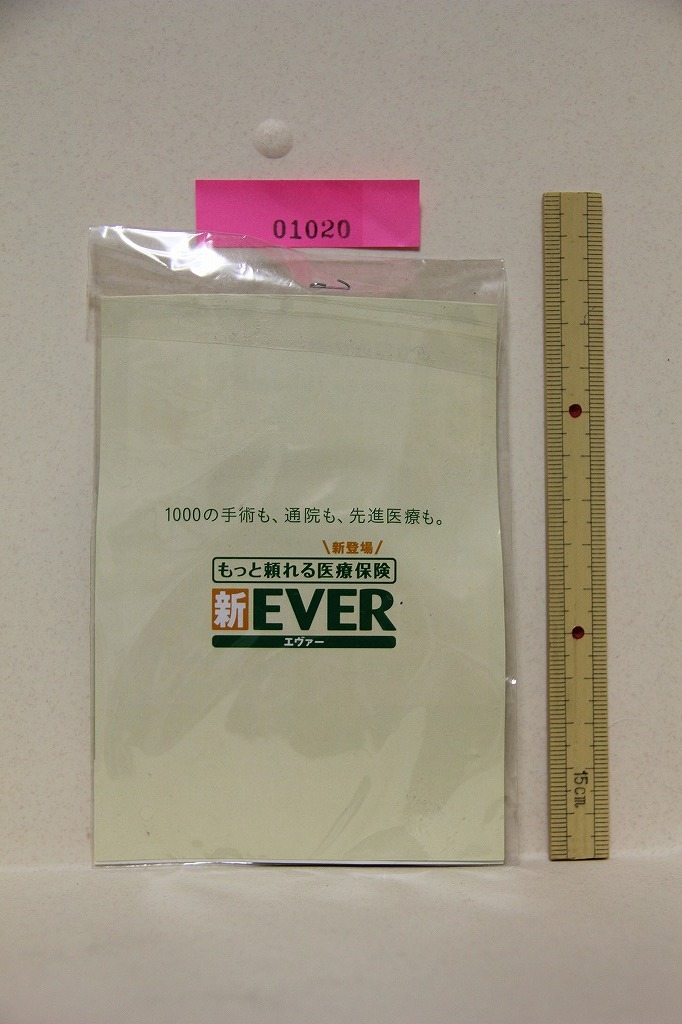 01020
1000の手術も、通院も、先進医療も。
\新登場/
もっと頼れる医療保険
新EVER
エヴァー
15cm.